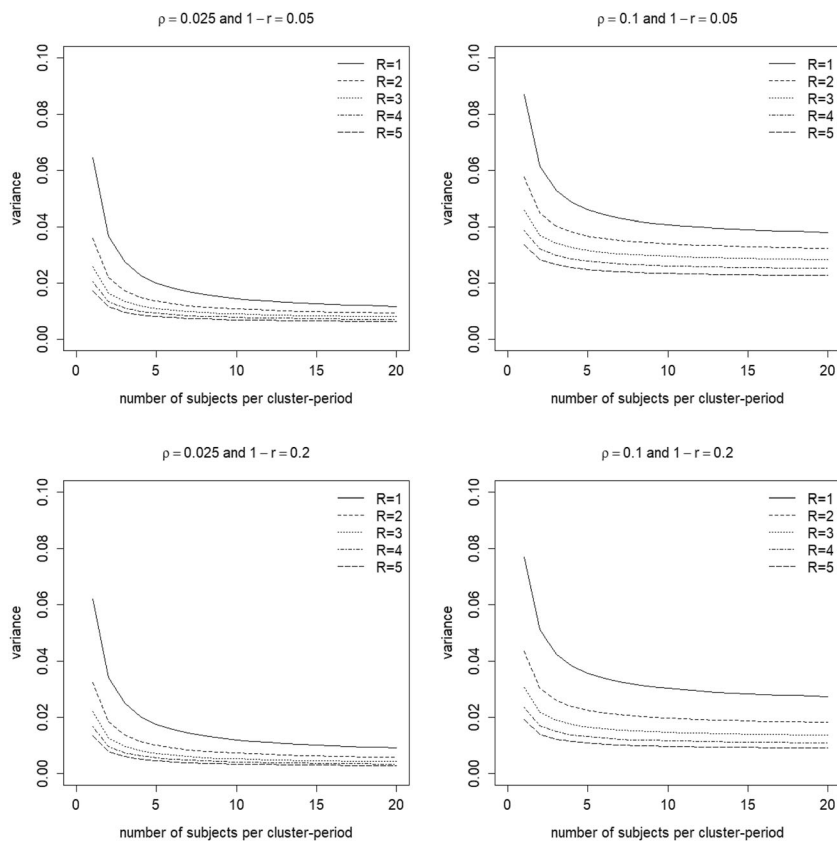 ρ = 0.025 and 1 − r = 0.05
variance
0.00 0.02 0.04 0.06 0.08 0.10
R=1
R=2
R=3
R=4
R=5
0 5 10 15 20
number of subjects per cluster-period
ρ = 0.1 and 1 − r = 0.05
variance
0.00 0.02 0.04 0.06 0.08 0.10
R=1
R=2
R=3
R=4
R=5
0 5 10 15 20
number of subjects per cluster-period
ρ = 0.025 and 1 − r = 0.2
variance
0.00 0.02 0.04 0.06 0.08 0.10
R=1
R=2
R=3
R=4
R=5
0 5 10 15 20
number of subjects per cluster-period
ρ = 0.1 and 1 − r = 0.2
variance
0.00 0.02 0.04 0.06 0.08 0.10
R=1
R=2
R=3
R=4
R=5
0 5 10 15 20
number of subjects per cluster-period